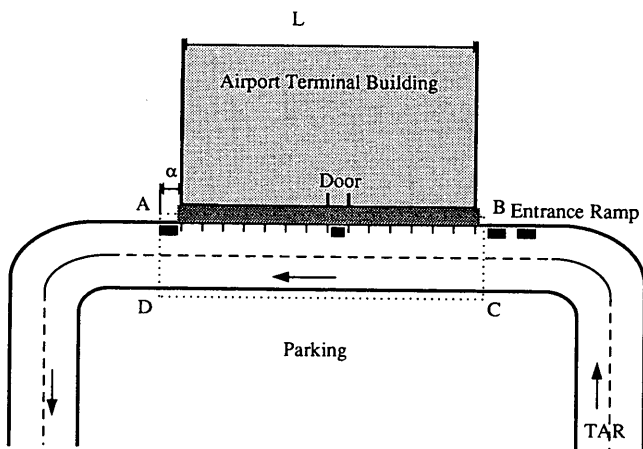 L
Airport Terminal Building
α
Door
A
B Entrance Ramp
D
C
Parking
TAR